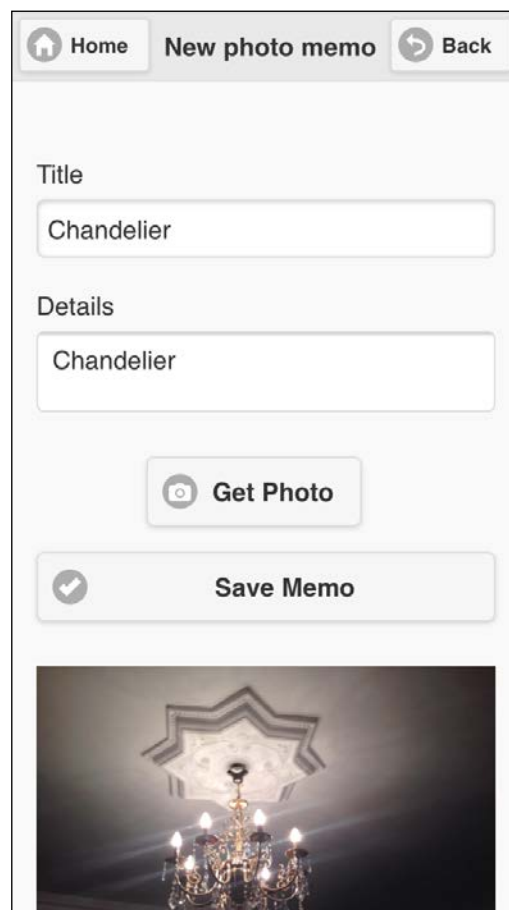 Home New photo memo Back
Title
Chandelier
Details
Chandelier
Get Photo
Save Memo